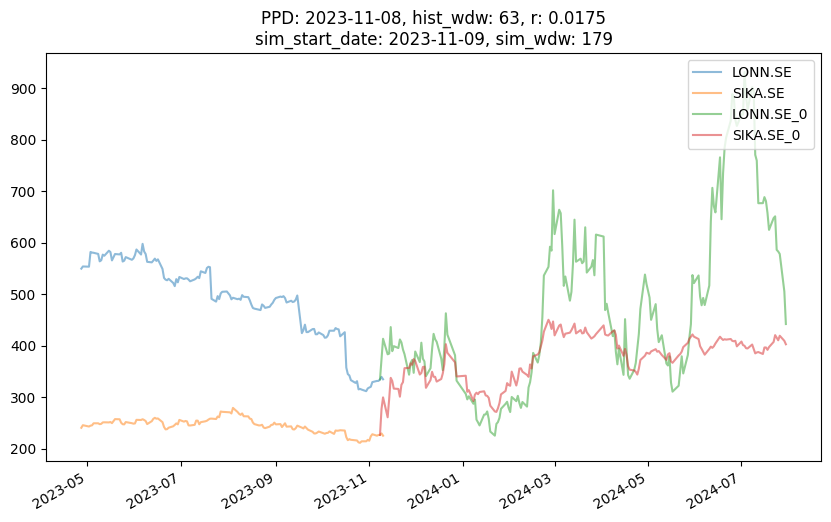 PPD: 2023-11-08, hist_wdw: 63, r: 0.0175
sim_start_date: 2023-11-09, sim_wdw: 179
LONN.SE
SIKA.SE
LONN.SE_0
SIKA.SE_0
900
800
700
600
500
400
300
200
2023-05
2023-07
2023-09
2023-11
2024-01
2024-03
2024-05
2024-07